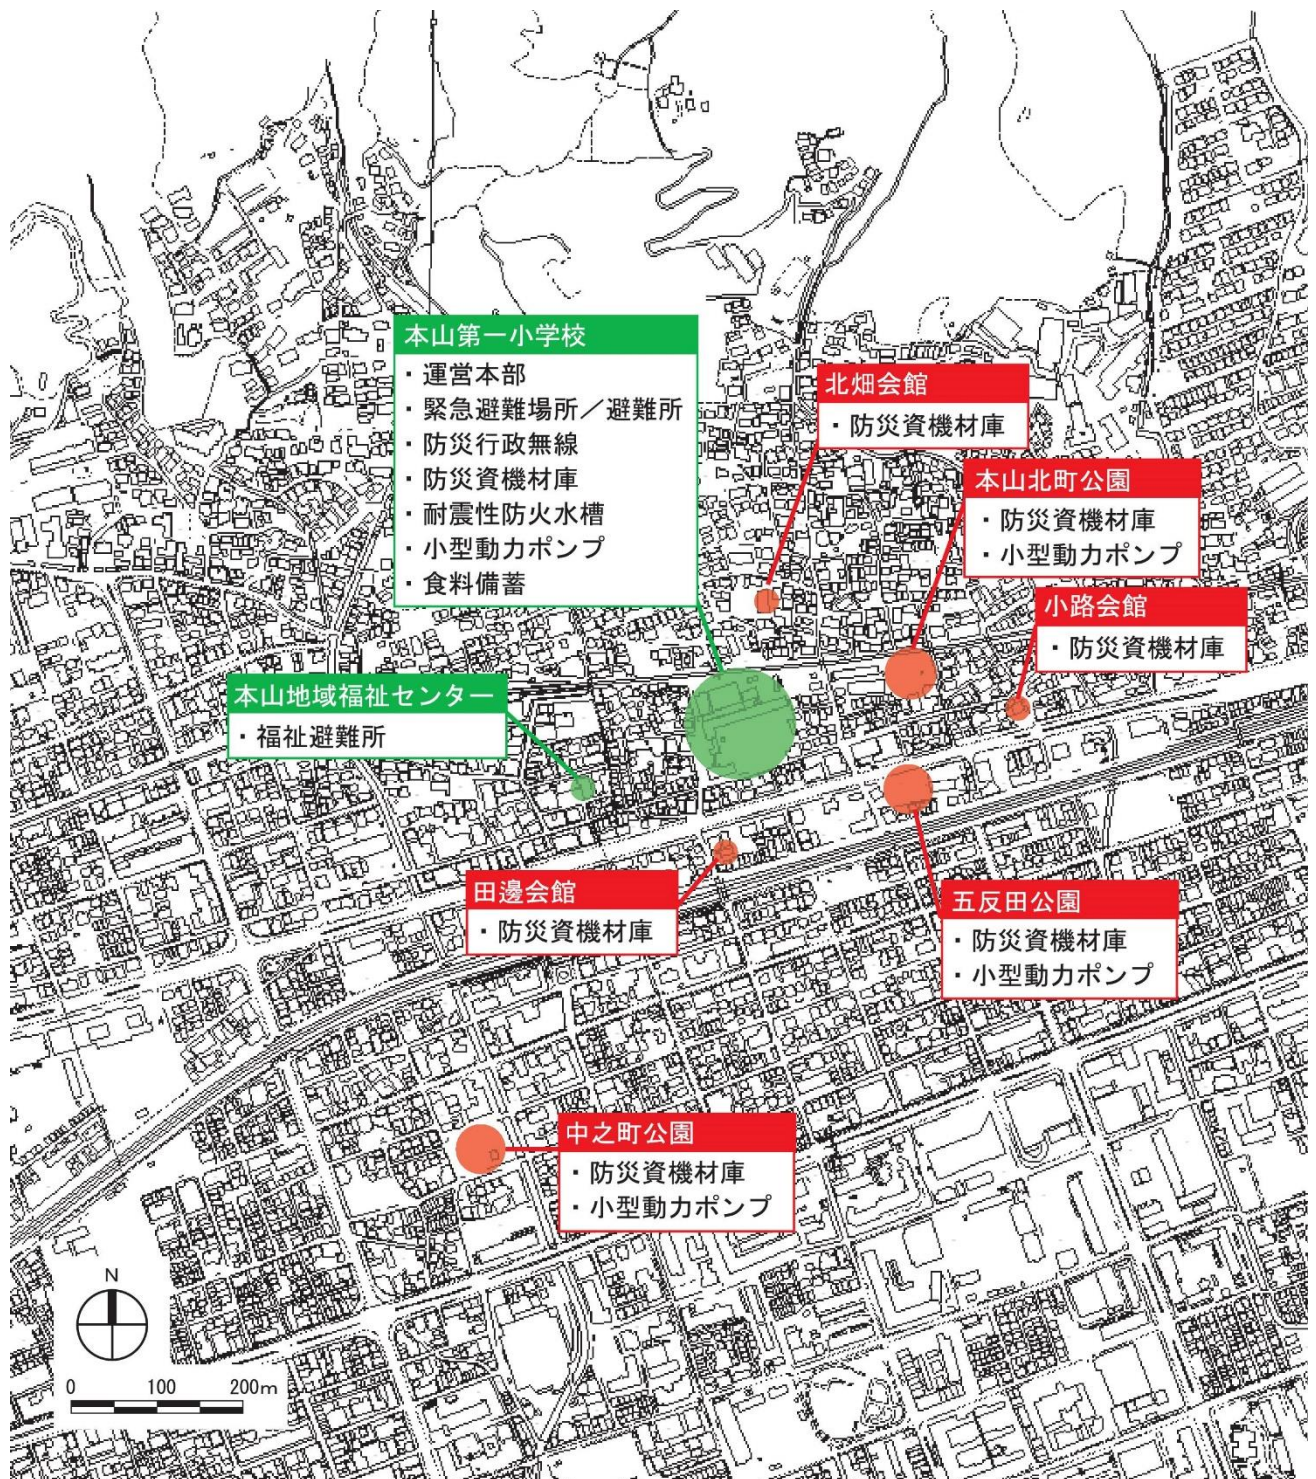 本山第一小学校
・運営本部
・緊急避難場所／避難所
・防災行政無線
・防災資機材庫
・耐震性防火水槽
・小型動力ポンプ
・食料備蓄
北畑会館
・防災資機材庫
本山北町公園
・防災資機材庫
・小型動力ポンプ
小路会館
・防災資機材庫
本山地域福祉センター
・福祉避難所
田邊会館
・防災資機材庫
五反田公園
・防災資機材庫
・小型動力ポンプ
中之町公園
・防災資機材庫
・小型動力ポンプ
N
0 100 200m